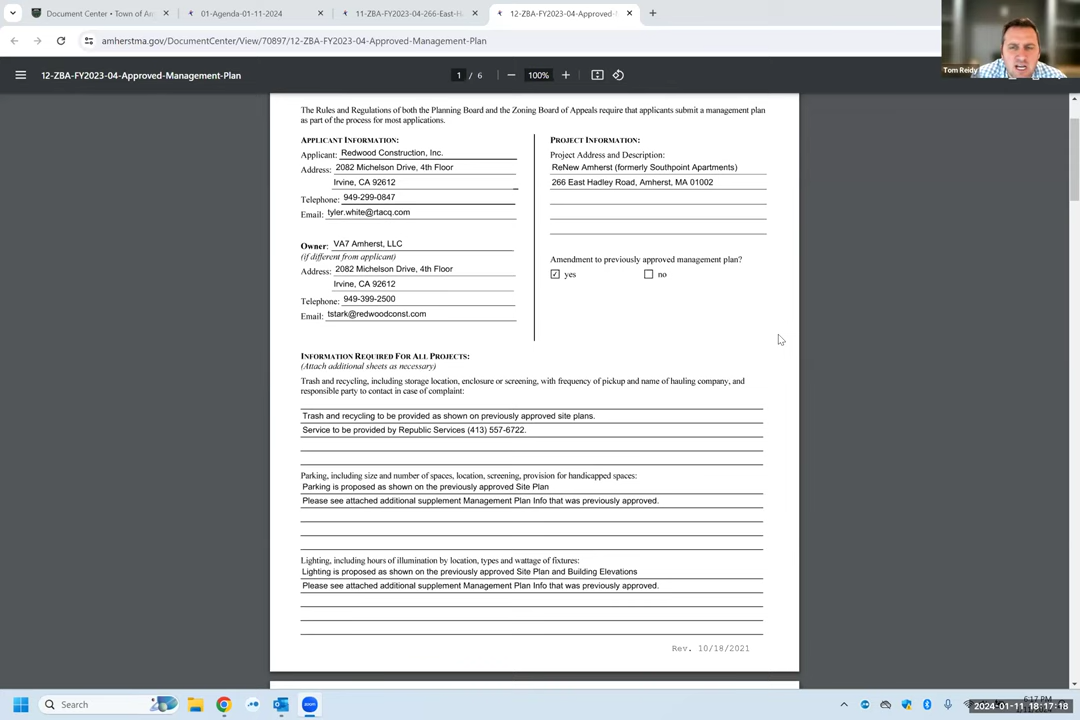 Document Center • Town of Am
01-Agenda-01-11-2024
11-ZBA-FY2023-04-266-East-H
12-ZBA-FY2023-04-Approved-
amherstma.gov/DocumentCenter/View/70897/12-ZBA-FY2023-04-Approved-Management-Plan
12-ZBA-FY2023-04-Approved-Management-Plan
1 / 6
100%
Tom Reidy
The Rules and Regulations of both the Planning Board and the Zoning Board of Appeals require that applicants submit a management plan
as part of the process for most applications.
APPLICANT INFORMATION:
Applicant: Redwood Construction, Inc.
Address: 2082 Michelson Drive, 4th Floor
Irvine, CA 92612
Telephone: 949-299-0847
Email: tyler.white@rtacq.com
Owner: VA7 Amherst, LLC
(if different from applicant)
Address: 2082 Michelson Drive, 4th Floor
Irvine, CA 92612
Telephone: 949-399-2500
Email: tstark@redwoodconst.com
PROJECT INFORMATION:
Project Address and Description:
ReNew Amherst (formerly Southpoint Apartments)
266 East Hadley Road, Amherst, MA 01002
Amendment to previously approved management plan?
yes no
INFORMATION REQUIRED FOR ALL PROJECTS:
(Attach additional sheets as necessary)
Trash and recycling, including storage location, enclosure or screening, with frequency of pickup and name of hauling company, and
responsible party to contact in case of complaint:
Trash and recycling to be provided as shown on previously approved site plans.
Service to be provided by Republic Services (413) 557-6722.
Parking, including size and number of spaces, location, screening, provision for handicapped spaces:
Parking is proposed as shown on the previously approved Site Plan
Please see attached additional supplement Management Plan Info that was previously approved.
Lighting, including hours of illumination by location, types and wattage of fixtures:
Lighting is proposed as shown on the previously approved Site Plan and Building Elevations
Please see attached additional supplement Management Plan Info that was previously approved.
Rev. 10/18/2021
Search
6:17 PM
2024-01-11 18:17:18